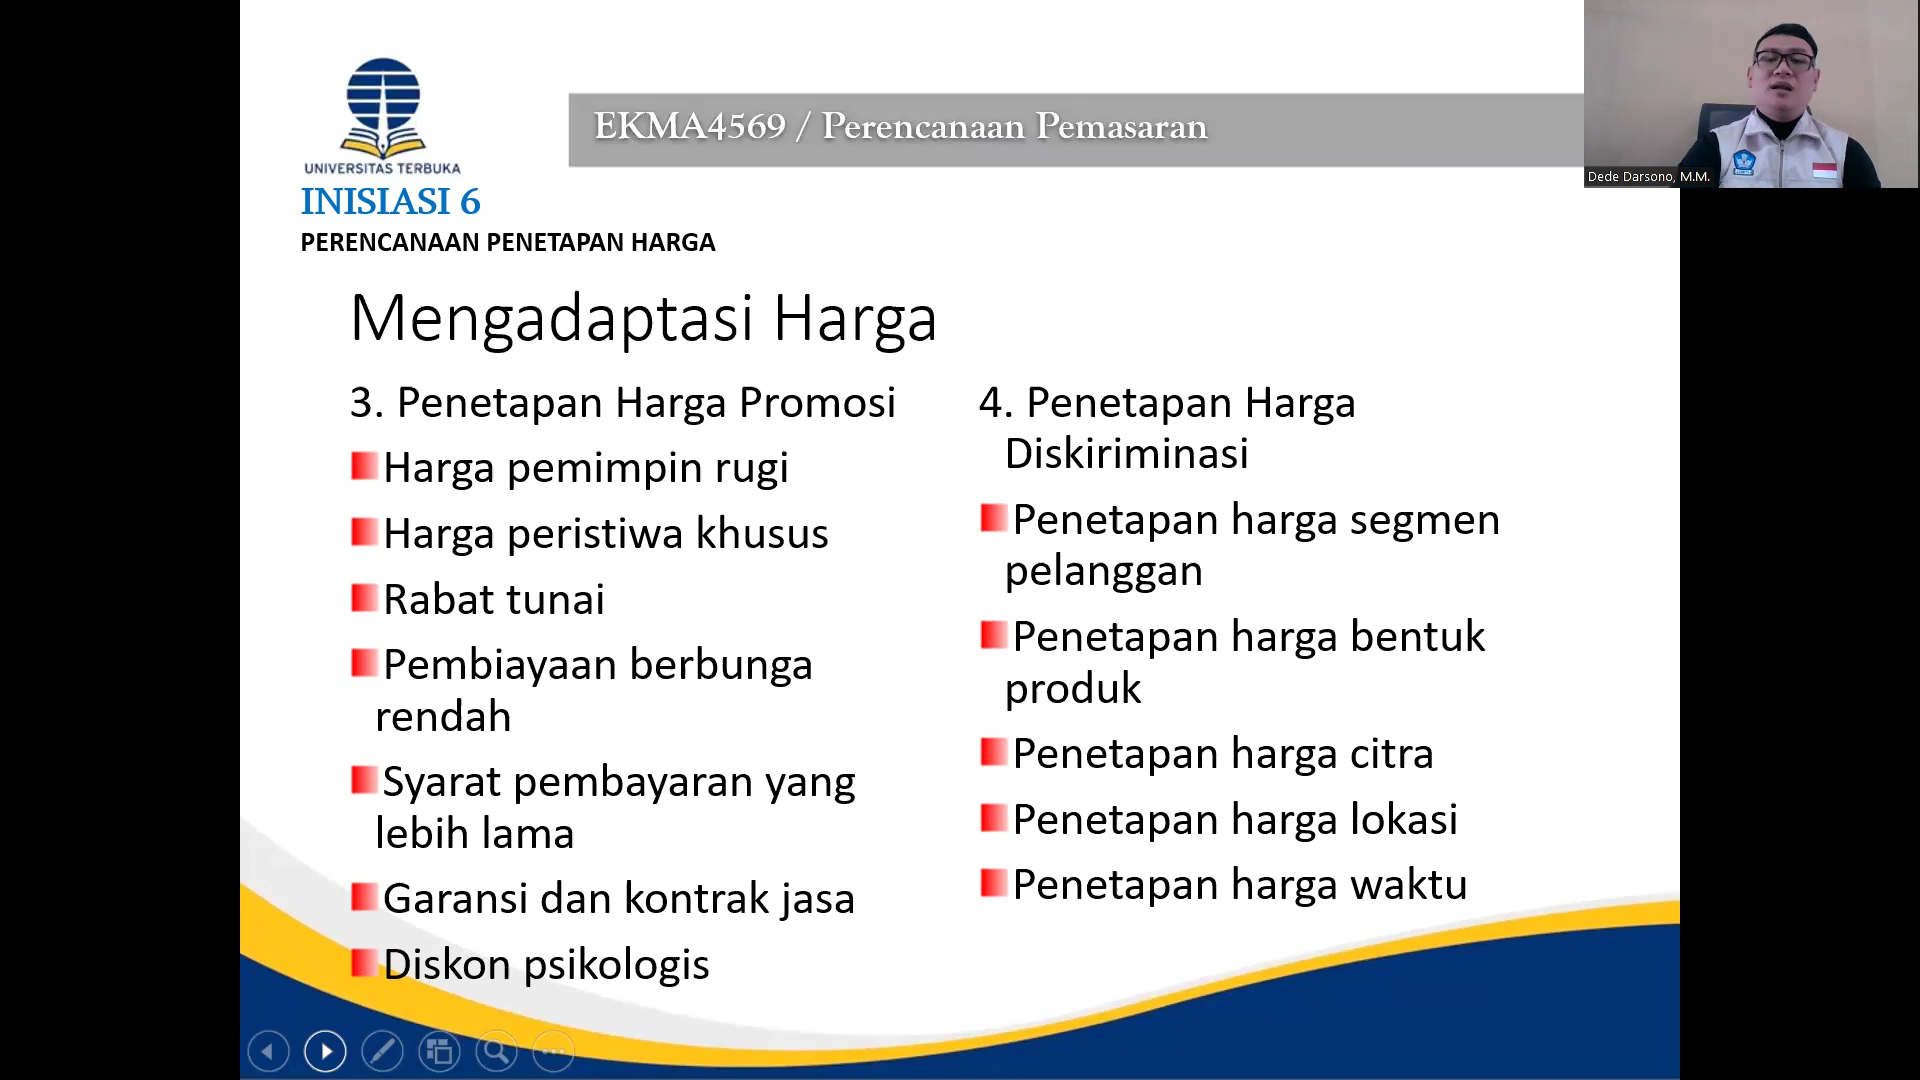 UNIVERSITAS TERBUKA
EKMA4569 / Perencanaan Pemasaran
Dede Darsono, M.M.
INISIASI 6
PERENCANAAN PENETAPAN HARGA
Mengadaptasi Harga
3. Penetapan Harga Promosi
Harga pemimpin rugi
Harga peristiwa khusus
Rabat tunai
Pembiayaan berbunga
rendah
Syarat pembayaran yang
lebih lama
Garansi dan kontrak jasa
Diskon psikologis
4. Penetapan Harga
Diskiriminasi
Penetapan harga segmen
pelanggan
Penetapan harga bentuk
produk
Penetapan harga citra
Penetapan harga lokasi
Penetapan harga waktu